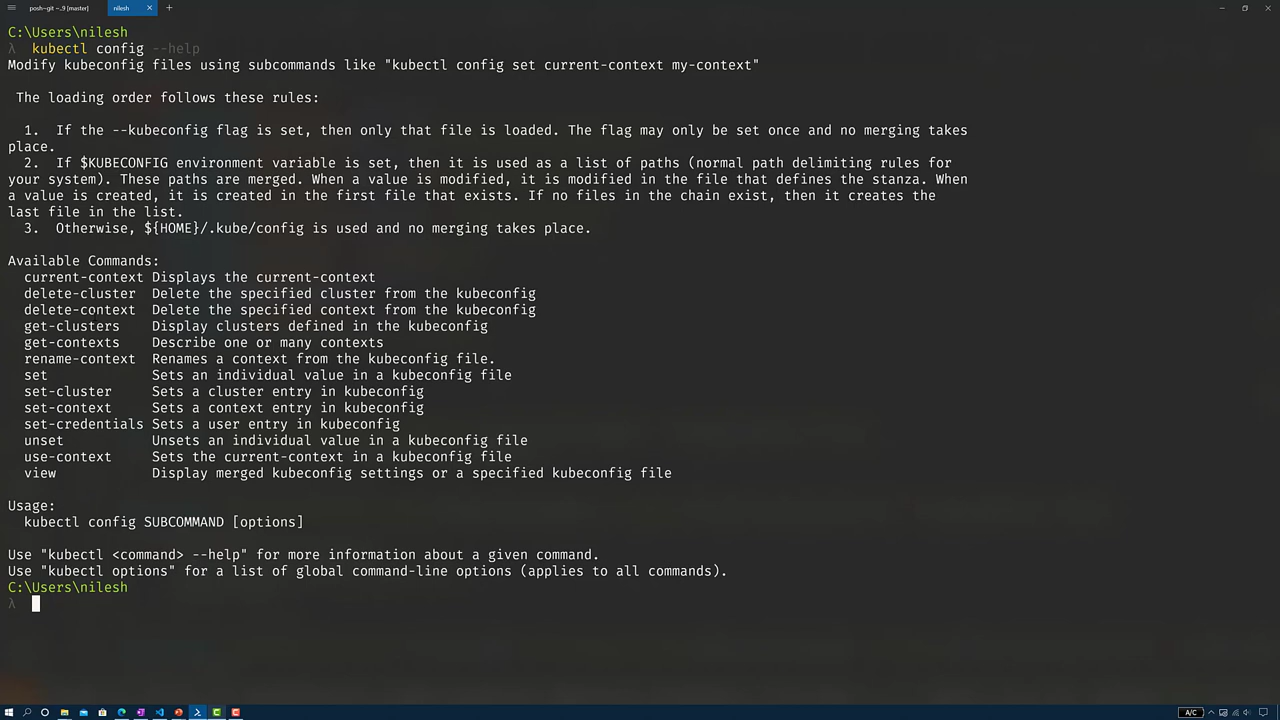 posh~git ~..9 [master]
nilesh
C:\Users\nilesh
λ kubectl config --help
Modify kubeconfig files using subcommands like "kubectl config set current-context my-context"
The loading order follows these rules:
1. If the --kubeconfig flag is set, then only that file is loaded. The flag may only be set once and no merging takes
place.
2. If $KUBECONFIG environment variable is set, then it is used as a list of paths (normal path delimiting rules for
your system). These paths are merged. When a value is modified, it is modified in the file that defines the stanza. When
a value is created, it is created in the first file that exists. If no files in the chain exist, then it creates the
last file in the list.
3. Otherwise, ${HOME}/.kube/config is used and no merging takes place.
Available Commands:
current-context Displays the current-context
delete-cluster Delete the specified cluster from the kubeconfig
delete-context Delete the specified context from the kubeconfig
get-clusters Display clusters defined in the kubeconfig
get-contexts Describe one or many contexts
rename-context Renames a context from the kubeconfig file.
set Sets an individual value in a kubeconfig file
set-cluster Sets a cluster entry in kubeconfig
set-context Sets a context entry in kubeconfig
set-credentials Sets a user entry in kubeconfig
unset Unsets an individual value in a kubeconfig file
use-context Sets the current-context in a kubeconfig file
view Display merged kubeconfig settings or a specified kubeconfig file
Usage:
kubectl config SUBCOMMAND [options]
Use "kubectl <command> --help" for more information about a given command.
Use "kubectl options" for a list of global command-line options (applies to all commands).
C:\Users\nilesh
λ
A/C